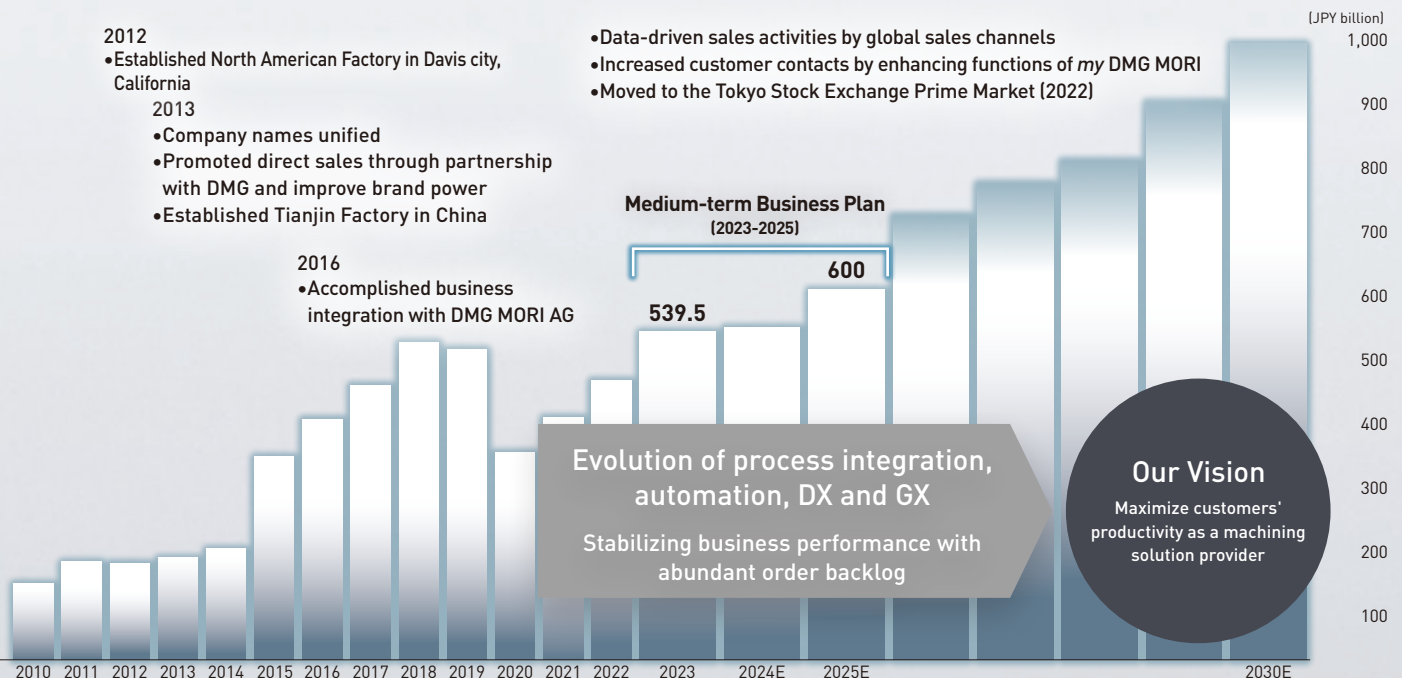 2012
•Established North American Factory in Davis city,
California
2013
•Company names unified
•Promoted direct sales through partnership
with DMG and improve brand power
•Established Tianjin Factory in China
2016
•Accomplished business
integration with DMG MORI AG
•Data-driven sales activities by global sales channels
•Increased customer contacts by enhancing functions of my DMG MORI
•Moved to the Tokyo Stock Exchange Prime Market (2022)
Medium-term Business Plan
(2023-2025)
539.5
600
Evolution of process integration,
automation, DX and GX
Stabilizing business performance with
abundant order backlog
Our Vision
Maximize customers'
productivity as a machining
solution provider
(JPY billion)
1,000
900
800
700
600
500
400
300
200
100
2010 2011 2012 2013 2014 2015 2016 2017 2018 2019 2020 2021 2022 2023 2024E 2025E 2030E